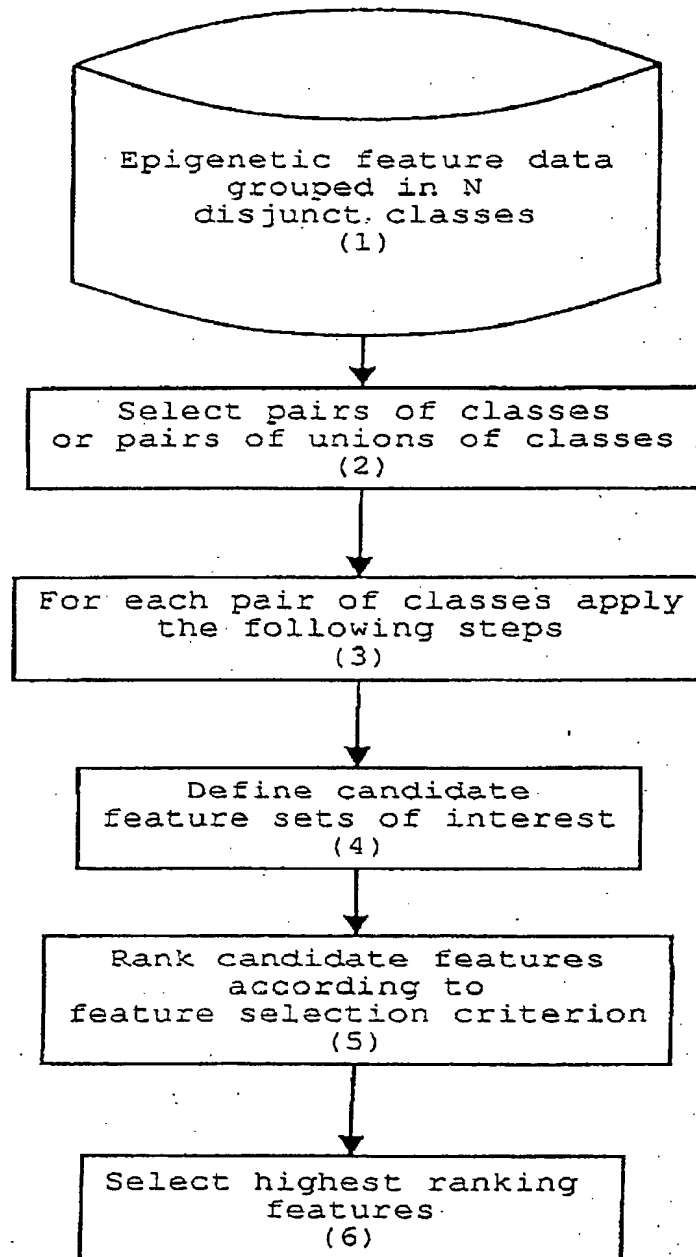 Epigenetic feature data
grouped in N
disjunct classes
(1)
Select pairs of classes
or pairs of unions of classes
(2)
For each pair of classes apply
the following steps
(3)
Define candidate
feature sets of interest
(4)
Rank candidate features
according to
feature selection criterion
(5)
Select highest ranking
features
(6)